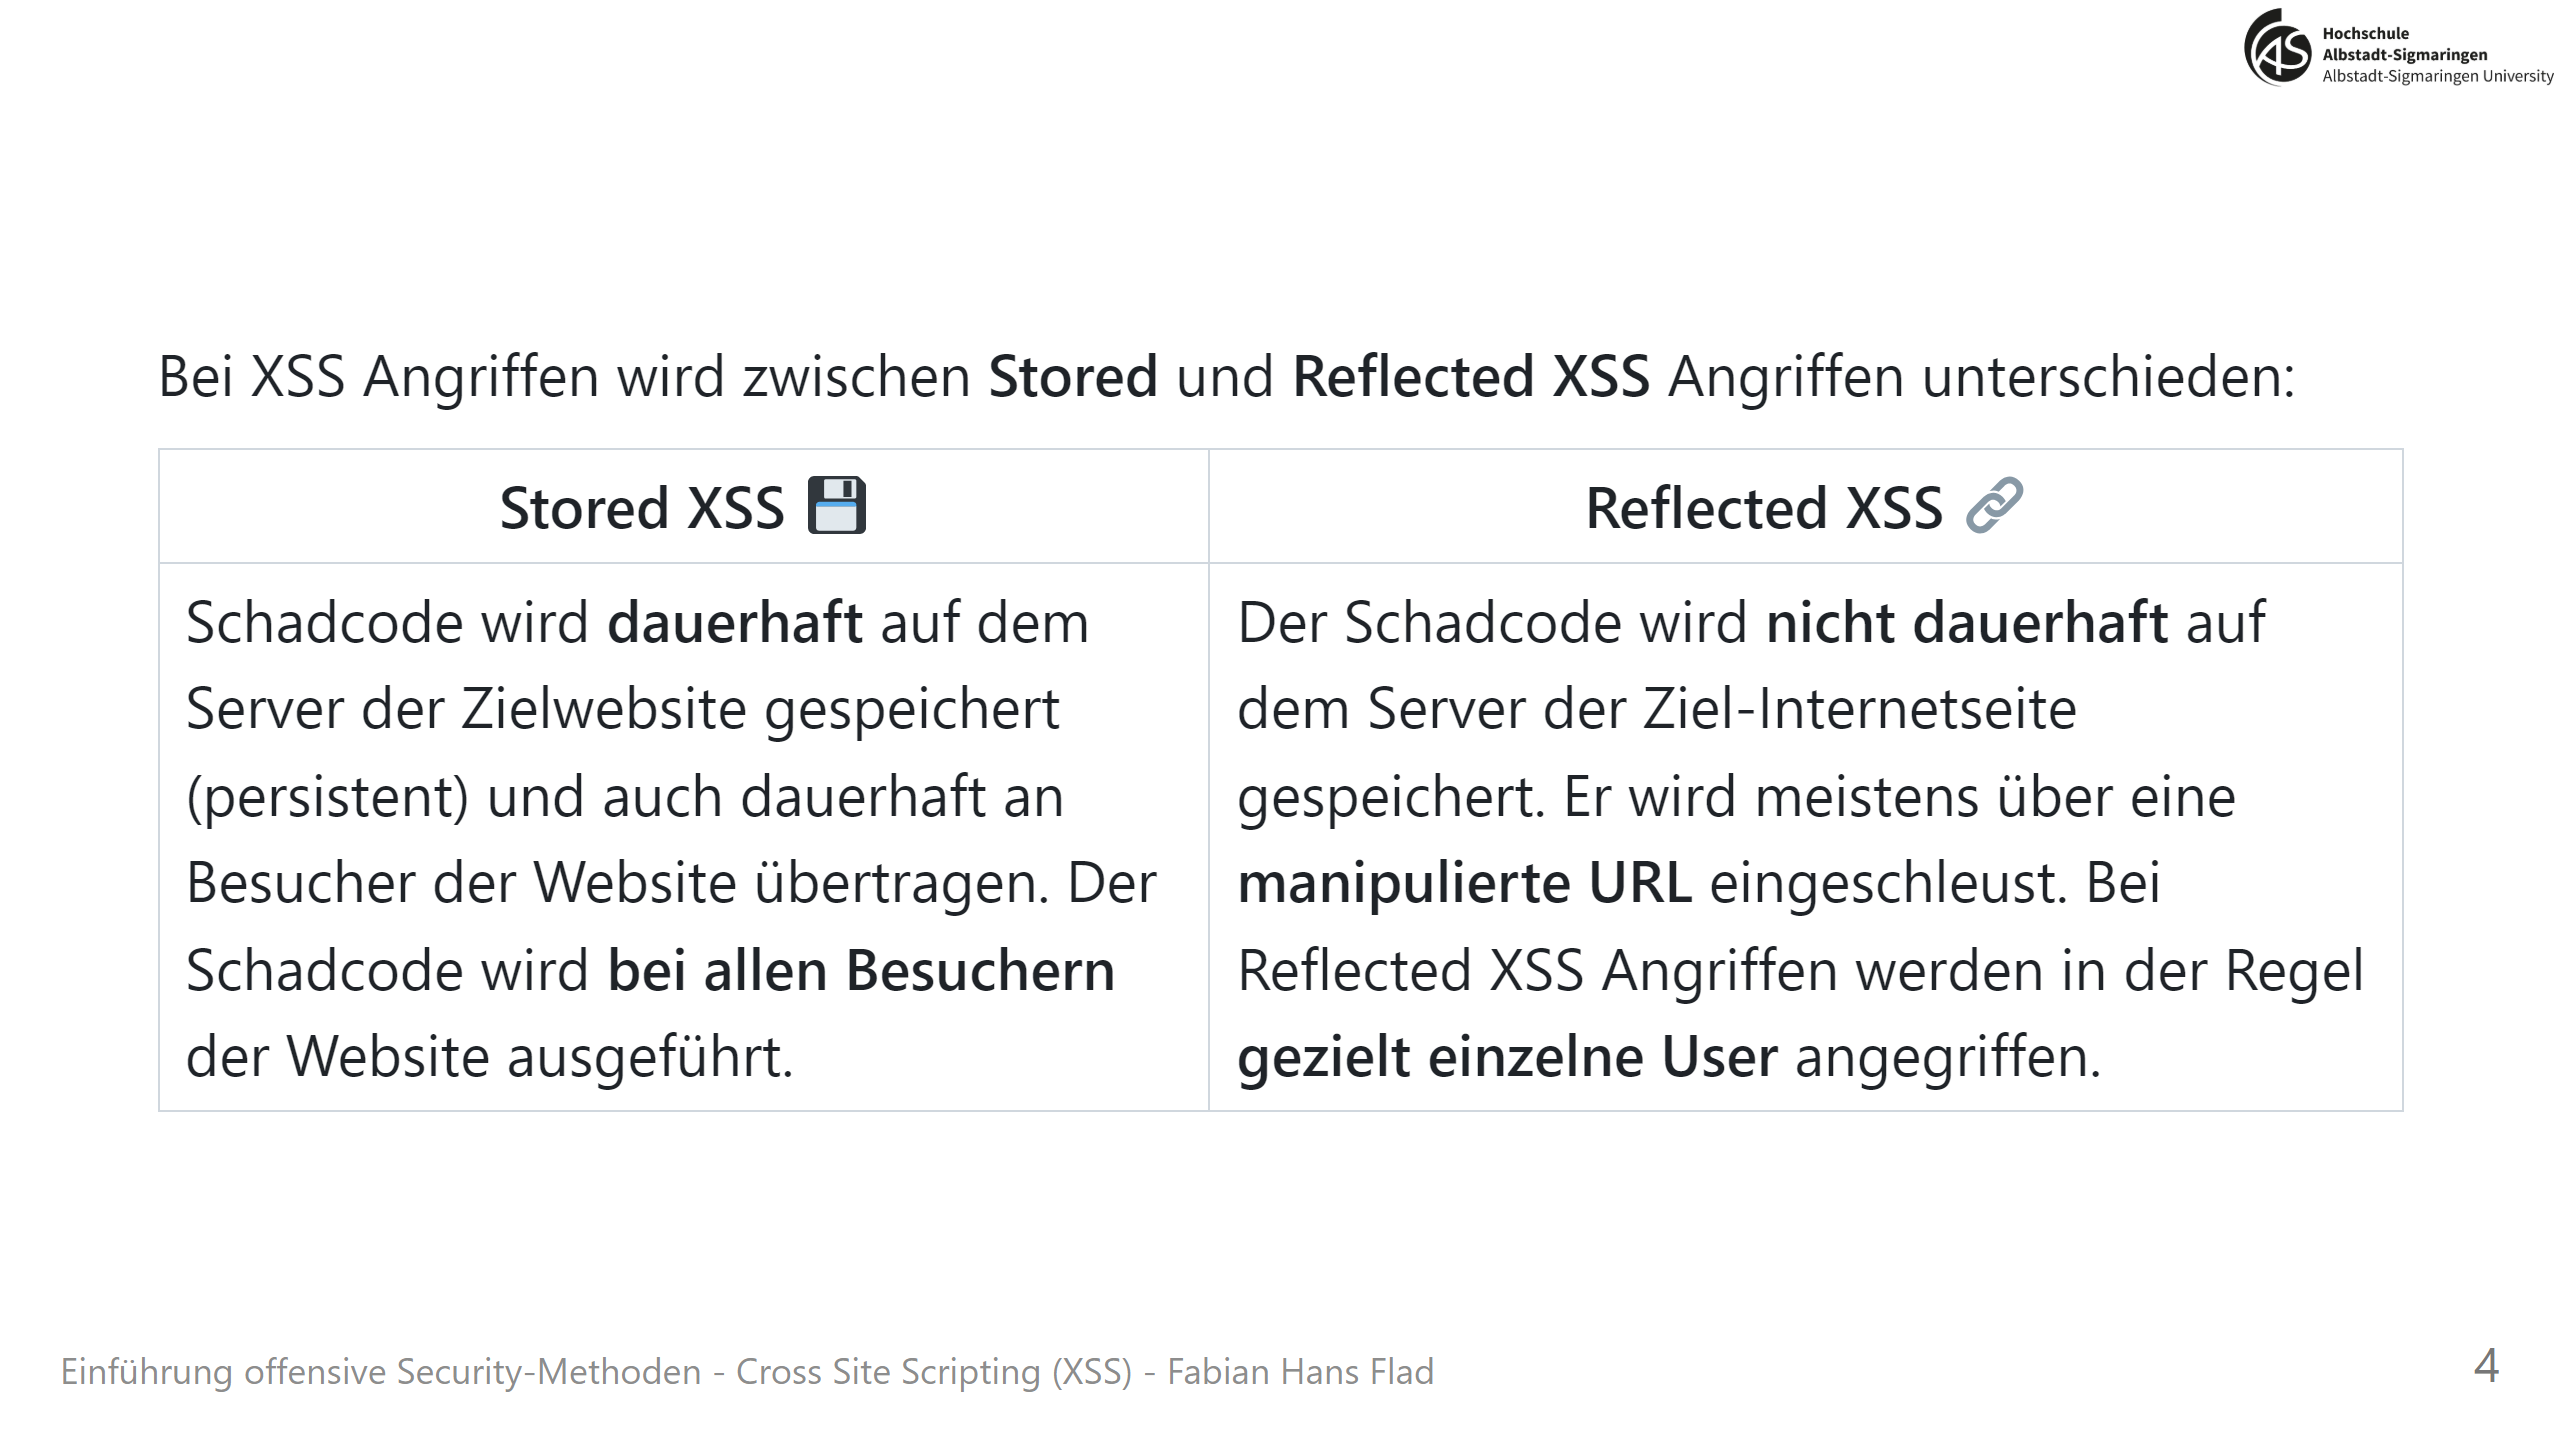 Hochschule
Albstadt-Sigmaringen
Albstadt-Sigmaringen University
Bei XSS Angriffen wird zwischen Stored und Reflected XSS Angriffen unterschieden:
Stored XSS 💾
Schadcode wird dauerhaft auf dem
Server der Zielwebsite gespeichert
(persistent) und auch dauerhaft an
Besucher der Website übertragen. Der
Schadcode wird bei allen Besuchern
der Website ausgeführt.
Reflected XSS 🔗
Der Schadcode wird nicht dauerhaft auf
dem Server der Ziel-Internetseite
gespeichert. Er wird meistens über eine
manipulierte URL eingeschleust. Bei
Reflected XSS Angriffen werden in der Regel
gezielt einzelne User angegriffen.
Einführung offensive Security-Methoden - Cross Site Scripting (XSS) - Fabian Hans Flad
4